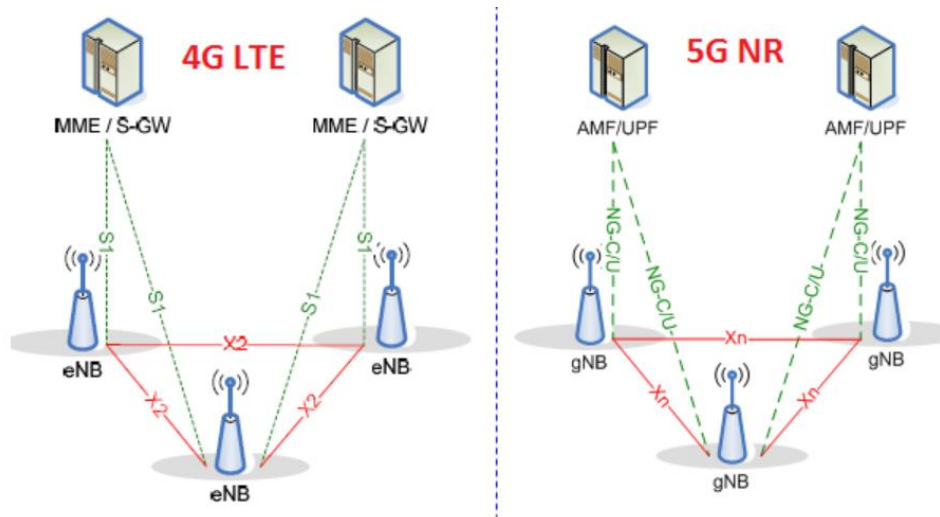 4G LTE
MME / S-GW
MME / S-GW
S1
S1
S1
S1
eNB
eNB
X2
X2
X2
eNB
5G NR
AMF/UPF
AMF/UPF
NG-C/U
NG-C/U
NG-C/U
NG-C/U
gNB
gNB
Xn
Xn
Xn
gNB